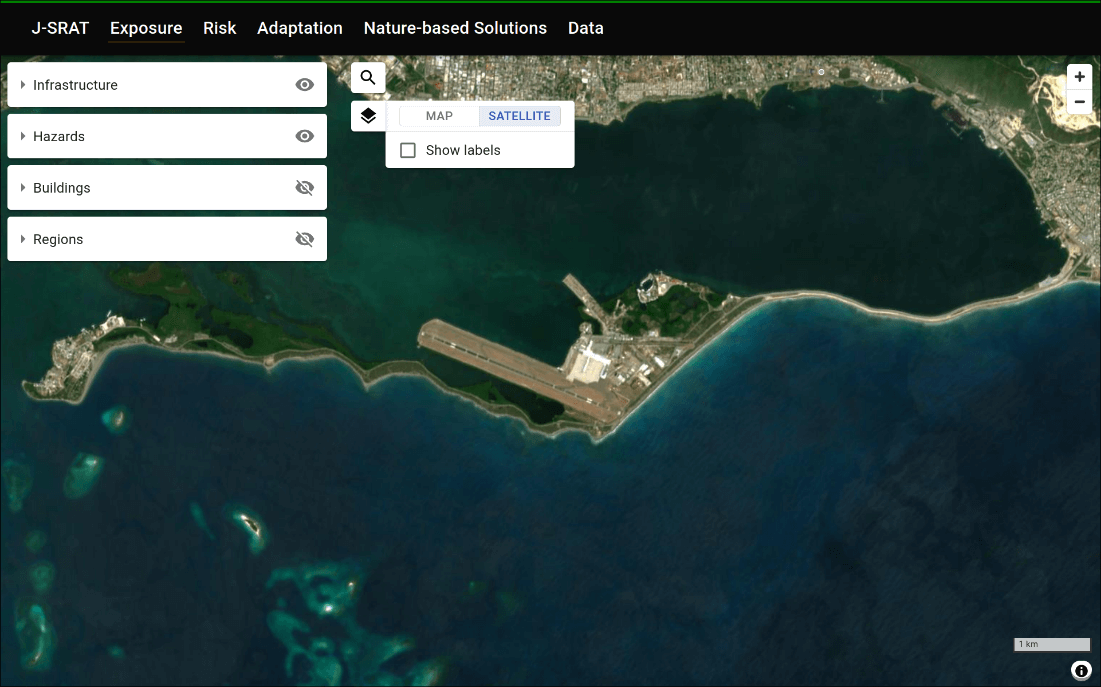 J-SRAT Exposure Risk Adaptation Nature-based Solutions Data
Infrastructure
Hazards
Buildings
Regions
MAP SATELLITE
Show labels
1 km